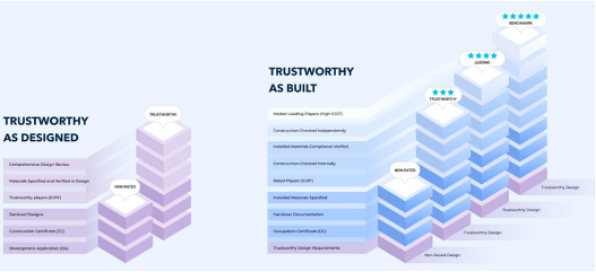 TRUSTWORTHY
AS DESIGNED
TRUSTWORTHY
NON RATED
Comprehensive Design Review
Materials Specified and Verified in Design
Trustworthy players (iCIRT)
Declared Designs
Construction Certificate (CC)
Development Application (DA)
TRUSTWORTHY
AS BUILT
BENCHMARK
LEADING
TRUSTWORTHY
NON RATED
Market Leading Players (High iCIRT)
Construction Checked Independently
Installed Materials Compliance Verified
Construction Checked Internally
Rated Players (iCIRT)
Installed Materials Specified
Handover Documentation
Occupation Certificate (OC)
Trustworthy Design Requirements
Trustworthy Design
Trustworthy Design
Trustworthy Design
Non-Rated Design